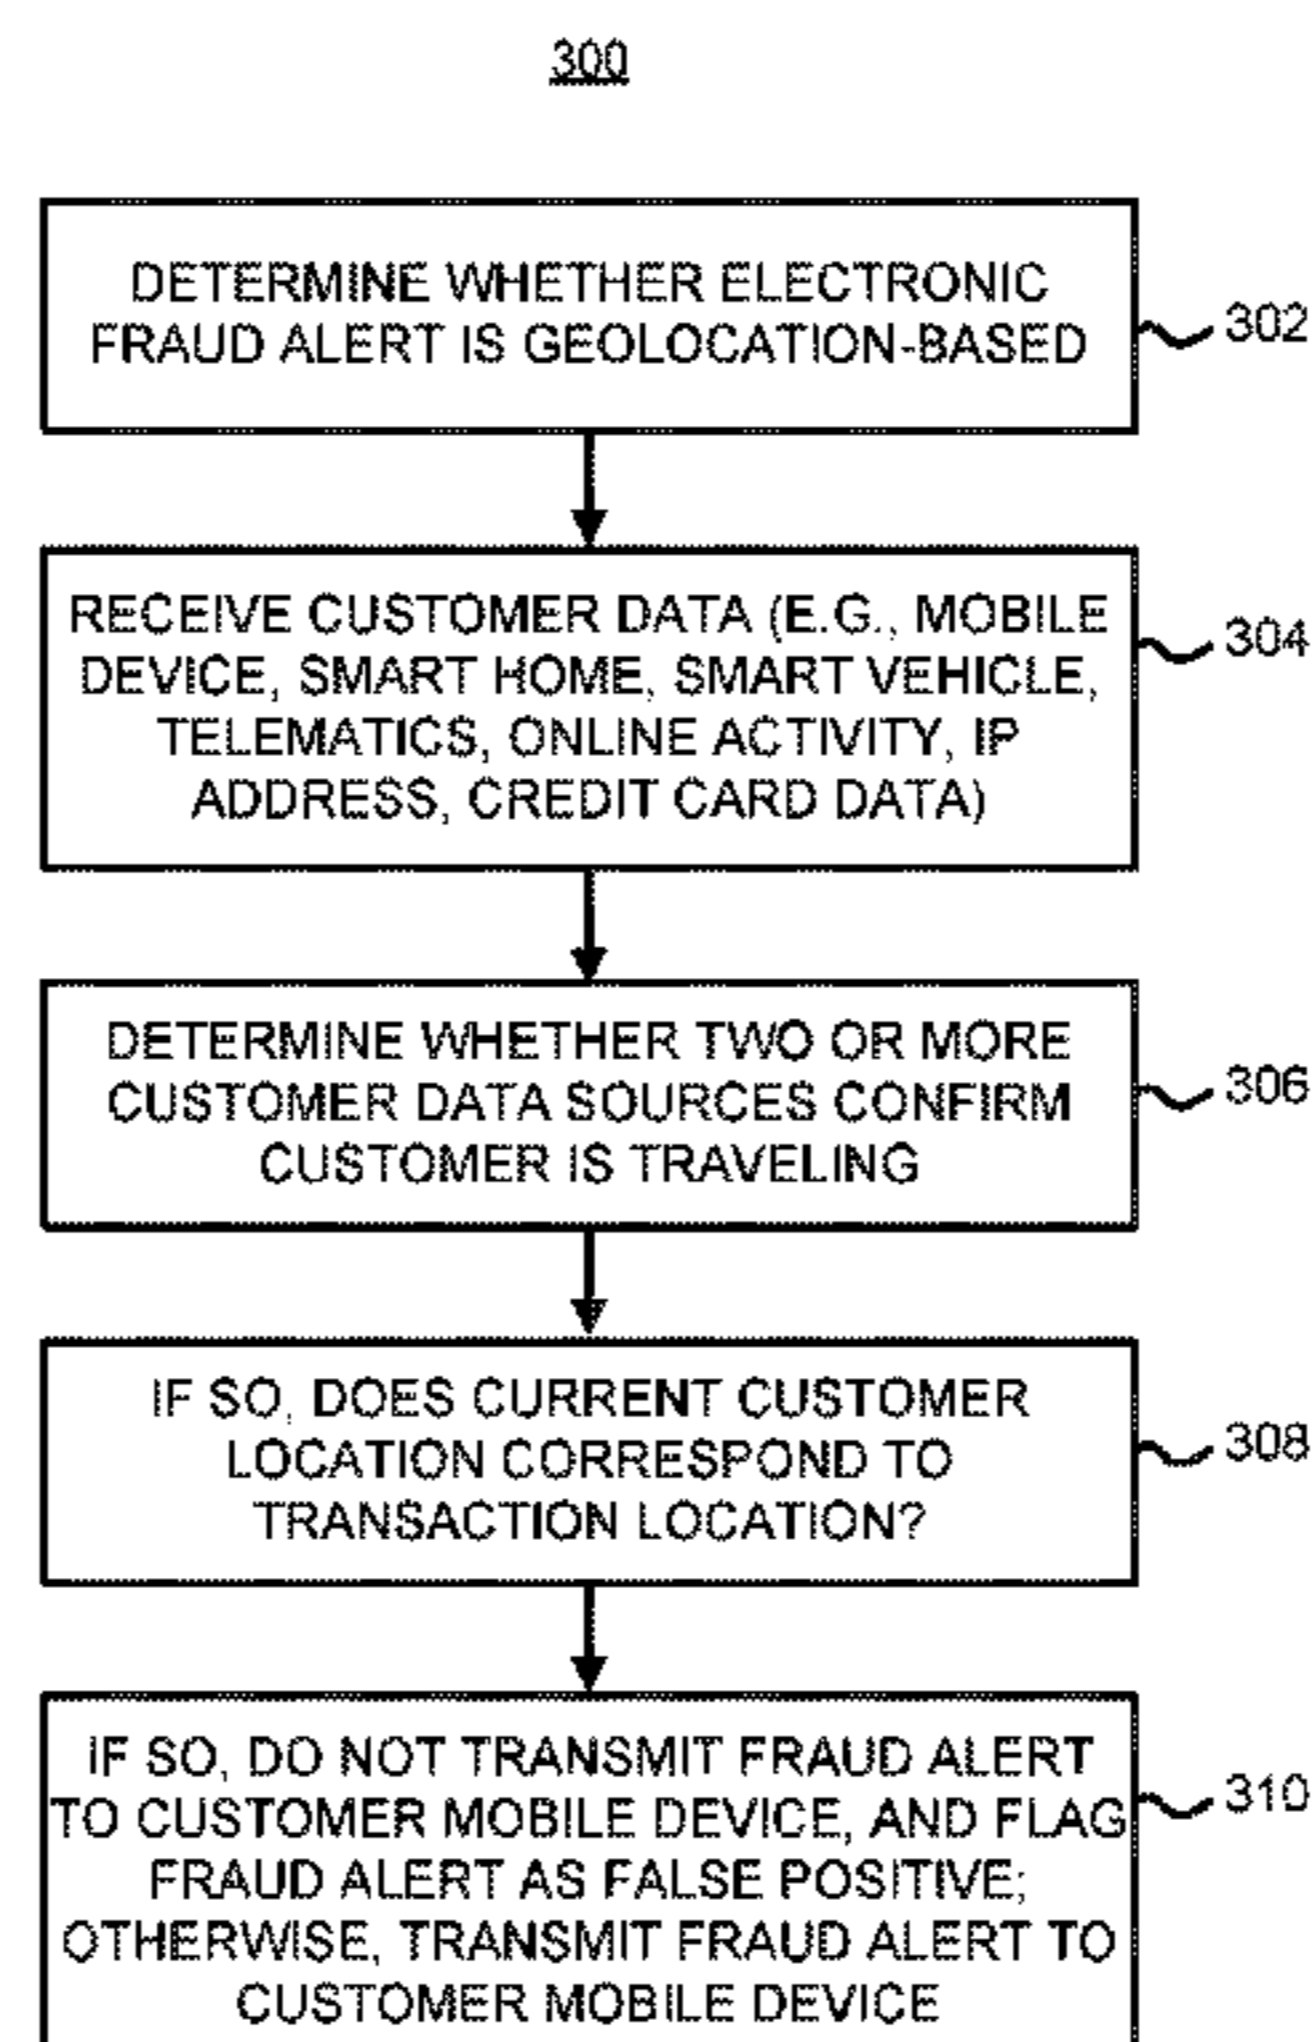 300
DETERMINE WHETHER ELECTRONIC
FRAUD ALERT IS GEOLOCATION-BASED
302
RECEIVE CUSTOMER DATA (E.G., MOBILE
DEVICE, SMART HOME, SMART VEHICLE,
TELEMATICS, ONLINE ACTIVITY, IP
ADDRESS, CREDIT CARD DATA)
304
DETERMINE WHETHER TWO OR MORE
CUSTOMER DATA SOURCES CONFIRM
CUSTOMER IS TRAVELING
306
IF SO, DOES CURRENT CUSTOMER
LOCATION CORRESPOND TO
TRANSACTION LOCATION?
308
IF SO, DO NOT TRANSMIT FRAUD ALERT
TO CUSTOMER MOBILE DEVICE, AND FLAG
FRAUD ALERT AS FALSE POSITIVE;
OTHERWISE, TRANSMIT FRAUD ALERT TO
CUSTOMER MOBILE DEVICE
310